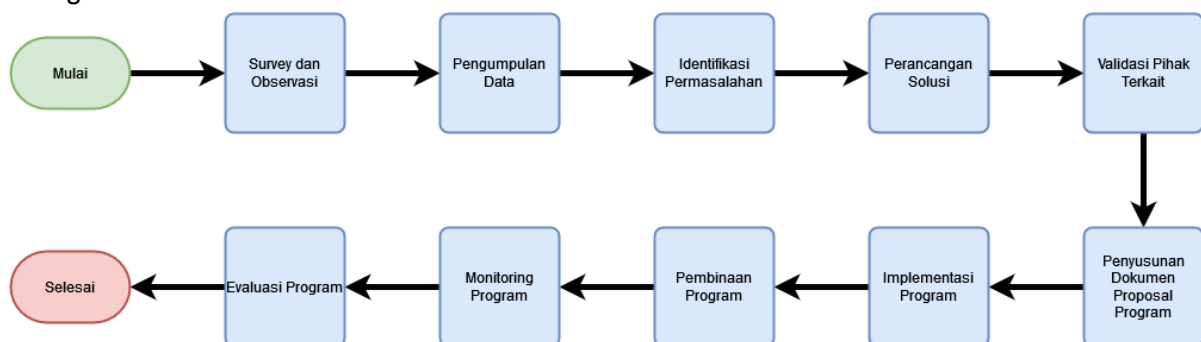 Mulai
Survey dan
Observasi
Pengumpulan
Data
Identifikasi
Permasalahan
Perancangan
Solusi
Validasi Pihak
Terkait
Penyusunan
Dokumen
Proposal
Program
Implementasi
Program
Pembinaan
Program
Monitoring
Program
Evaluasi Program
Selesai